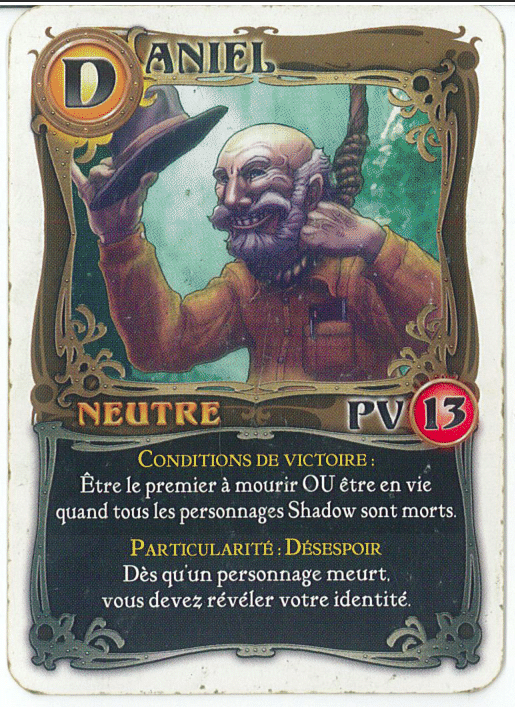 DANIEL
NEUTRE
PV 13
CONDITIONS DE VICTOIRE :
Être le premier à mourir OU être en vie
quand tous les personnages Shadow sont morts.
PARTICULARITÉ : DÉSESPOIR
Dès qu'un personnage meurt,
vous devez révéler votre identité.